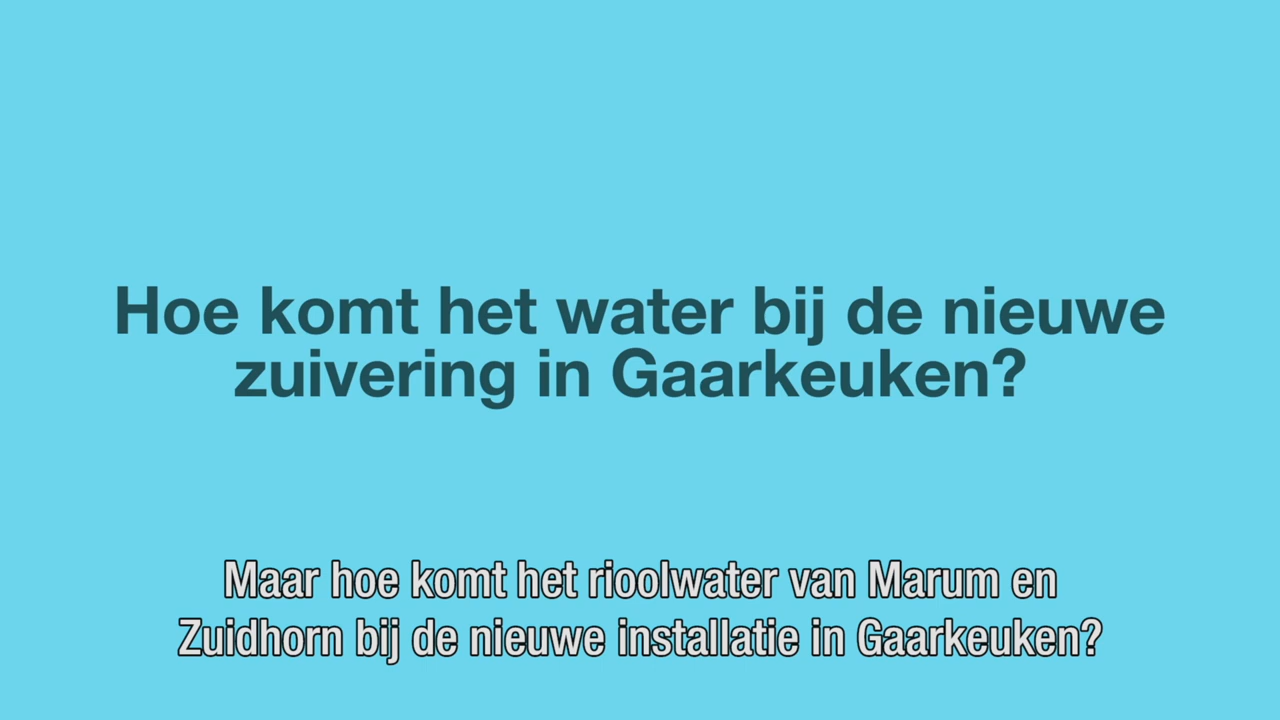 Hoe komt het water bij de nieuwe
zuivering in Gaarkeuken?
Maar hoe komt het rioolwater van Marum en
Zuidhorn bij de nieuwe installatie in Gaarkeuken?